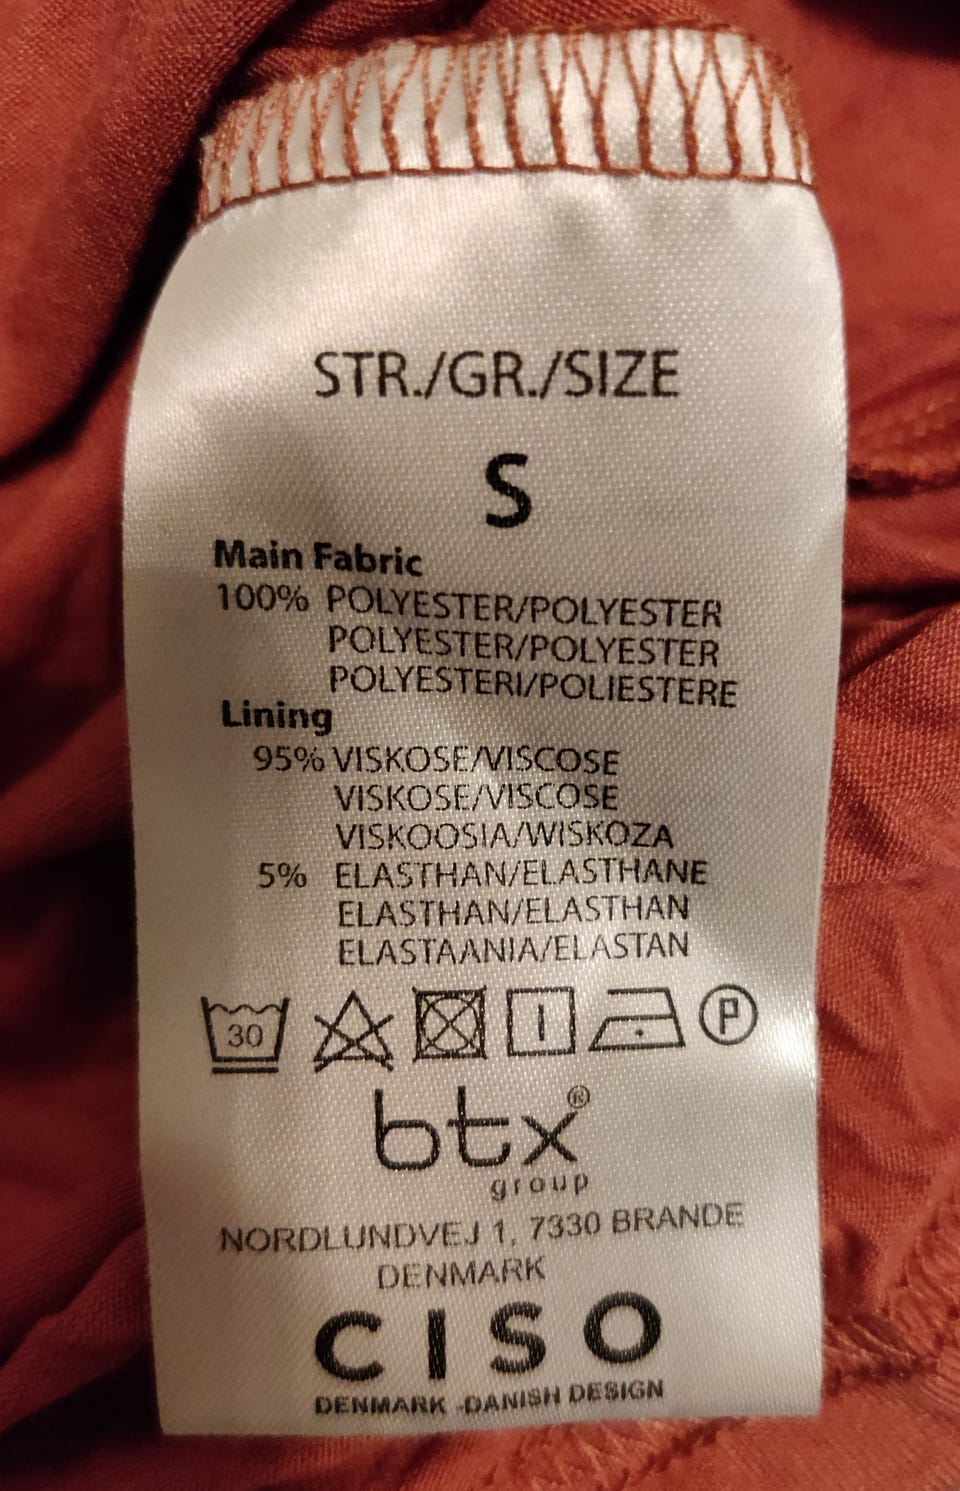 STR./GR./SIZE
S
Main Fabric
100% POLYESTER/POLYESTER
POLYESTER/POLYESTER
POLYESTERI/POLIESTERE
Lining
95% VISKOSE/VISCOSE
VISKOSE/VISCOSE
VISKOOSIA/WISKOZA
5% ELASTHAN/ELASTHANE
ELASTHAN/ELASTHAN
ELASTAANIA/ELASTAN
30 P
btx®
group
NORDLUNDVEJ 1, 7330 BRANDE
DENMARK
CISO
DENMARK -DANISH DESIGN